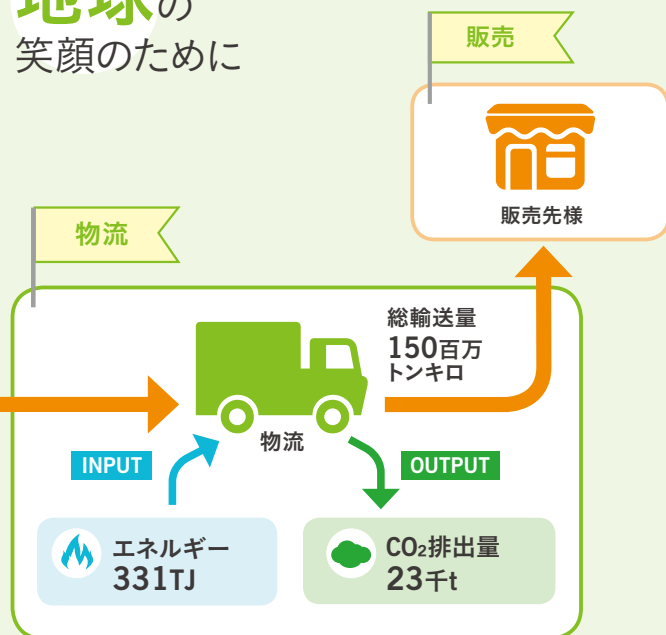 地球の
笑顔のために
販売
販売先様
物流
総輸送量
150百万
トンキロ
物流
INPUT
OUTPUT
エネルギー
331TJ
CO₂排出量
23千t